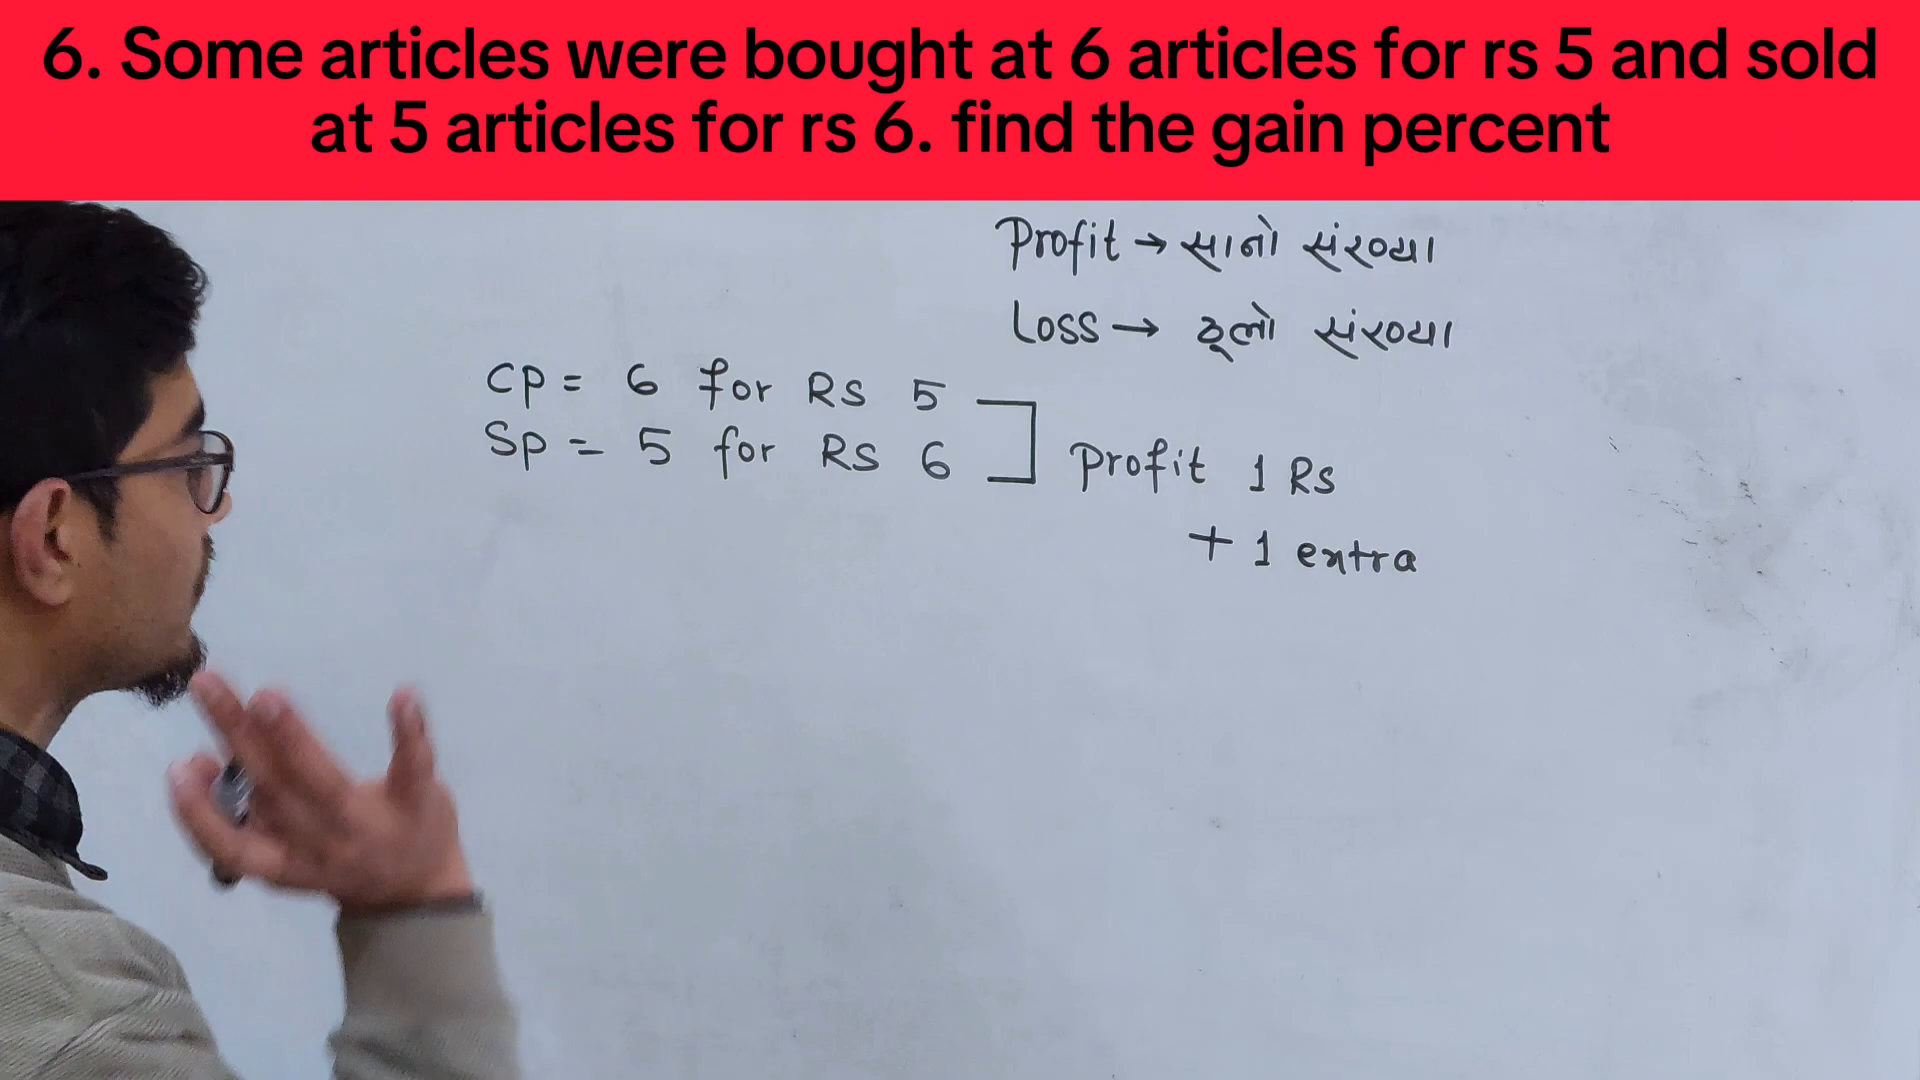 6. Some articles were bought at 6 articles for rs 5 and sold
at 5 articles for rs 6. find the gain percent
Profit → सानो संख्या
Loss → ठूलो संख्या
CP = 6 for RS 5
SP = 5 for RS 6
Profit 1 Rs
+ 1 extra